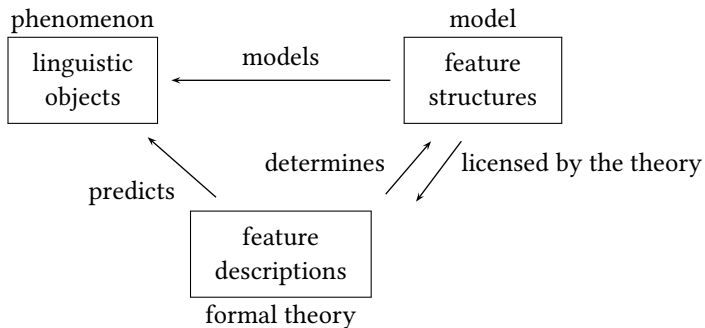 phenomenon
model
linguistic
objects
models
feature
structures
predicts
determines
licensed by the theory
feature
descriptions
formal theory